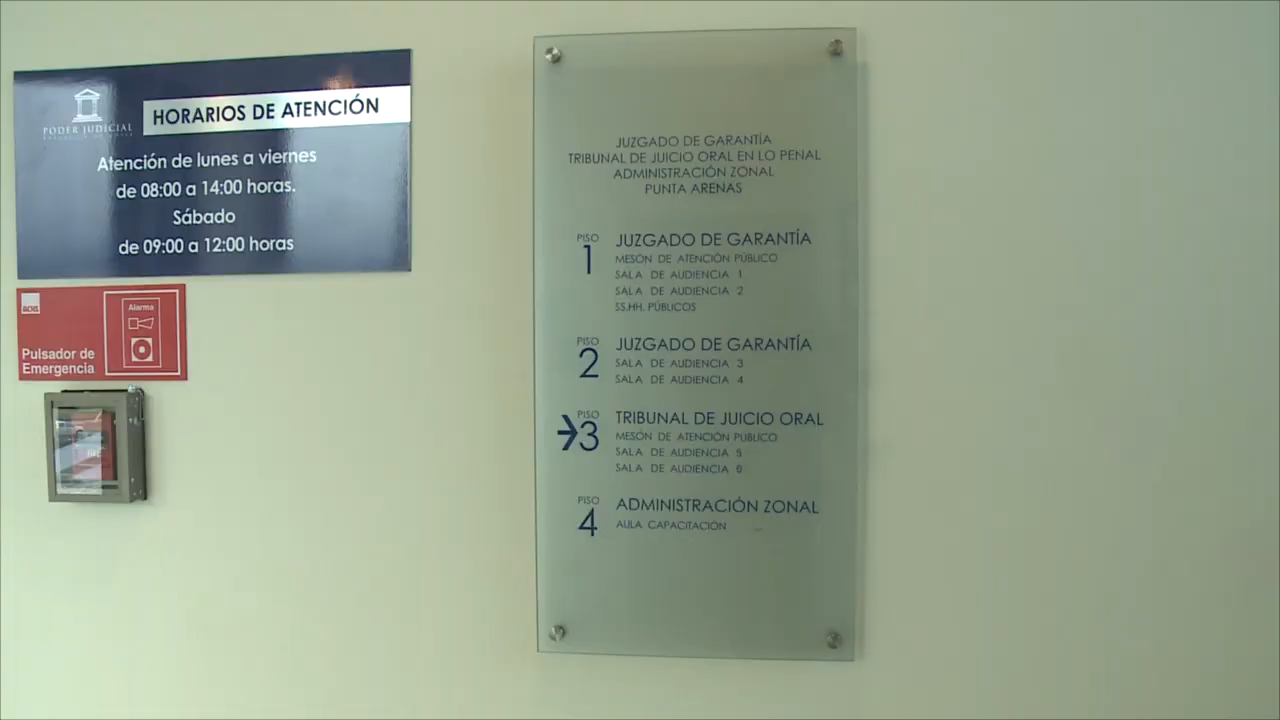 PODER JUDICIAL
HORARIOS DE ATENCIÓN
Atención de lunes a viernes
de 08:00 a 14:00 horas.
Sábado
de 09:00 a 12:00 horas
ACHS
Alarma
Pulsador de
Emergencia
JUZGADO DE GARANTÍA
TRIBUNAL DE JUICIO ORAL EN LO PENAL
ADMINISTRACIÓN ZONAL
PUNTA ARENAS
PISO
1
JUZGADO DE GARANTÍA
MESÓN DE ATENCIÓN PÚBLICO
SALA DE AUDIENCIA 1
SALA DE AUDIENCIA 2
SS.HH. PÚBLICOS
PISO
2
JUZGADO DE GARANTÍA
SALA DE AUDIENCIA 3
SALA DE AUDIENCIA 4
PISO
3
TRIBUNAL DE JUICIO ORAL
MESÓN DE ATENCIÓN PÚBLICO
SALA DE AUDIENCIA 5
SALA DE AUDIENCIA 6
PISO
4
ADMINISTRACIÓN ZONAL
AULA CAPACITACIÓN